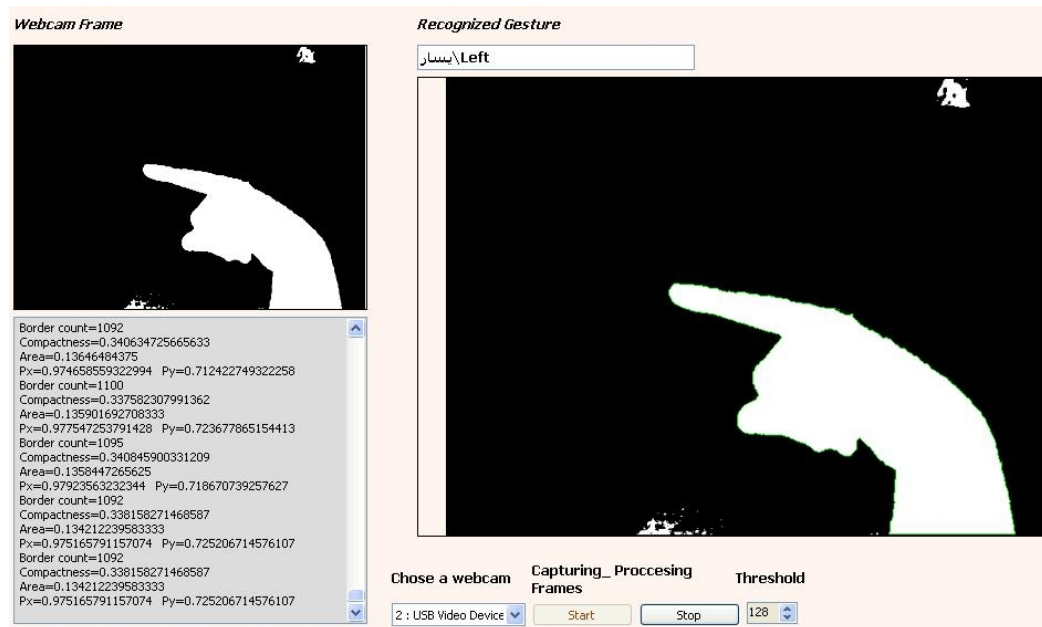 Webcam Frame
Recognized Gesture
يسار\Left
Border count=1092
Compactness=0.340634725665633
Area=0.13646484375
Px=0.974658559322994 Py=0.712422749322258
Border count=1100
Compactness=0.337582307991362
Area=0.135901692708333
Px=0.977547253791428 Py=0.723677865154413
Border count=1095
Compactness=0.340845900331209
Area=0.1358447265625
Px=0.97923563232344 Py=0.718670739257627
Border count=1092
Compactness=0.338158271468587
Area=0.134212239583333
Px=0.975165791157074 Py=0.725206714576107
Border count=1092
Compactness=0.338158271468587
Area=0.134212239583333
Px=0.975165791157074 Py=0.725206714576107
Chose a webcam
Capturing_ Proccesing
Frames
Threshold
2 : USB Video Device
Start
Stop
128